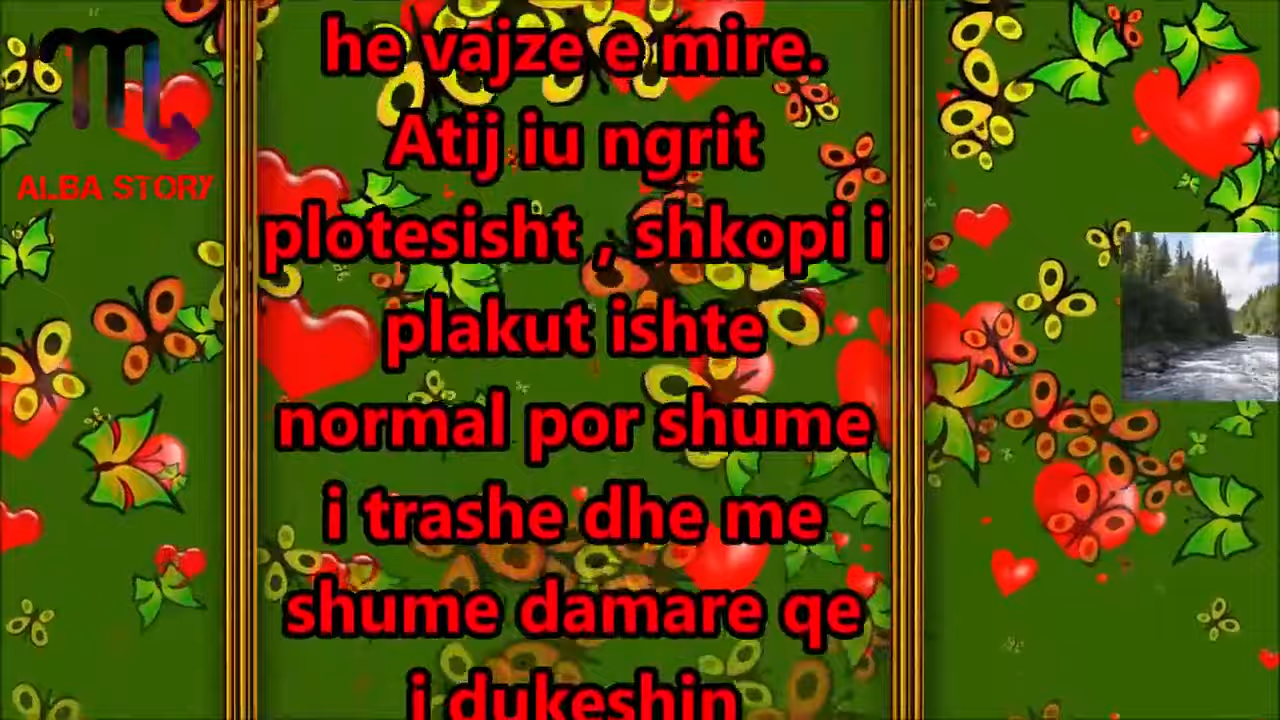 ALBA STORY
he vajze e mire.
Atij iu ngrit
plotesisht , shkopi i
plakut ishte
normal por shume
i trashe dhe me
shume damare qe
i dukeshin